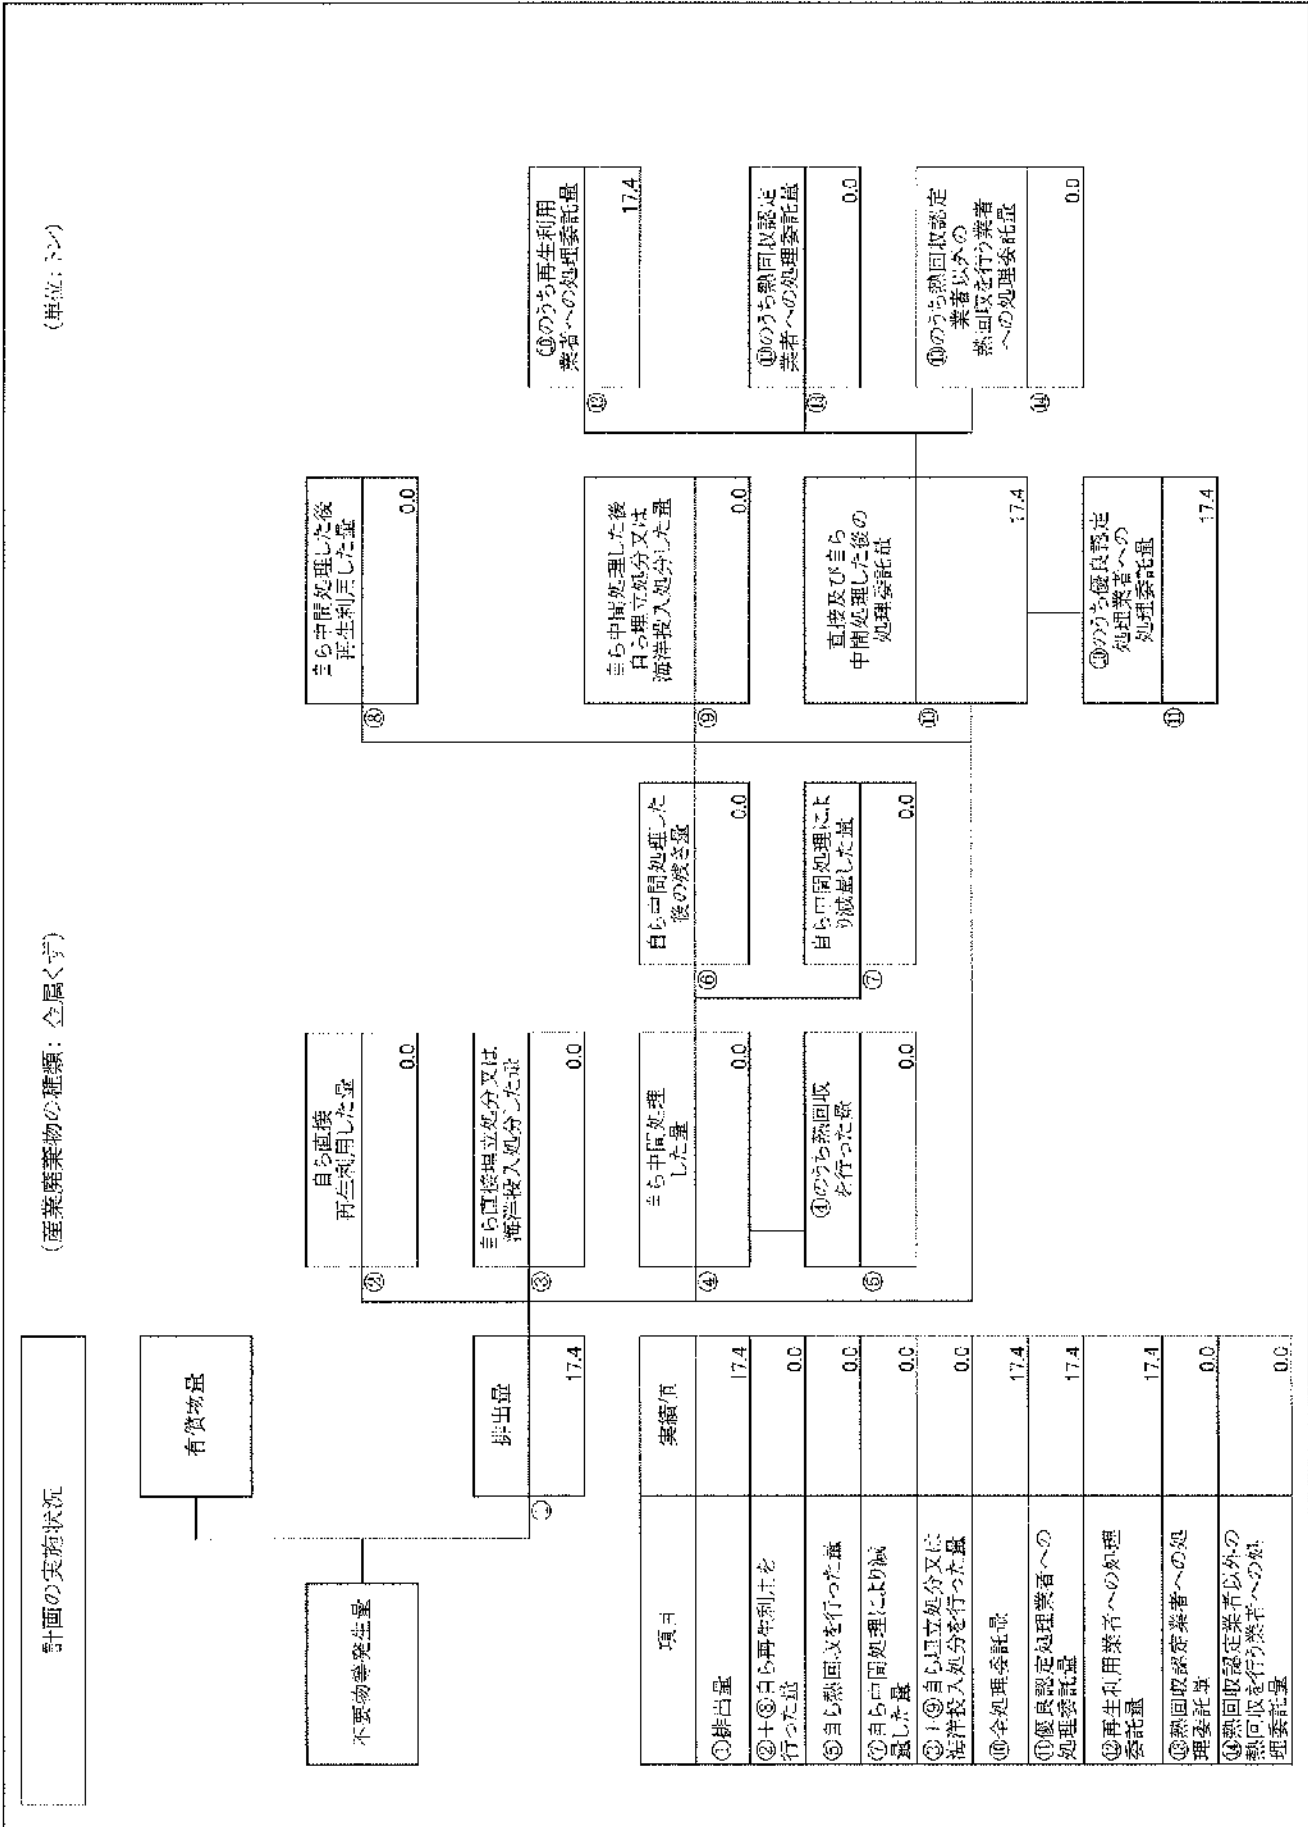 計画の実施状況
(産業廃棄物の種類: 金属くず)
(単位: トン)
有償物量
不要物等発生量
①
排出量
17.4
②
自ら直接
再生利用した量
0.0
③
自ら直接埋立処分又は
海洋投入処分した量
0.0
④
自ら中間処理
した量
0.0
⑤
④のうち熱回収
を行った量
0.0
⑥
自ら中間処理した
後の残さ量
0.0
⑦
自ら中間処理によ
り減量した量
0.0
⑧
自ら中間処理した後
再生利用した量
0.0
⑨
自ら中間処理した後
自ら埋立処分又は
海洋投入処分した量
0.0
⑩
直接及び自ら
中間処理した後の
処理委託量
17.4
⑪
⑩のうち優良認定
処理業者への
処理委託量
17.4
⑫
⑩のうち再生利用
業者への処理委託量
17.4
⑬
⑩のうち熱回収認定
業者への処理委託量
0.0
⑭
⑩のうち熱回収認定
業者以外の
熱回収を行う業者
への処理委託量
0.0
項目 実績値
①排出量 17.4
②+⑧自ら再生利用を
行った量 0.0
⑤自ら熱回収を行った量 0.0
⑦自ら中間処理により減
量した量 0.0
③+⑨自ら埋立処分又は
海洋投入処分を行った量 0.0
⑩全処理委託量 17.4
⑪優良認定処理業者への
処理委託量 17.4
⑫再生利用業者への処理
委託量 17.4
⑬熱回収認定業者への処
理委託量 0.0
⑭熱回収認定業者以外の
熱回収を行う業者への処
理委託量 0.0